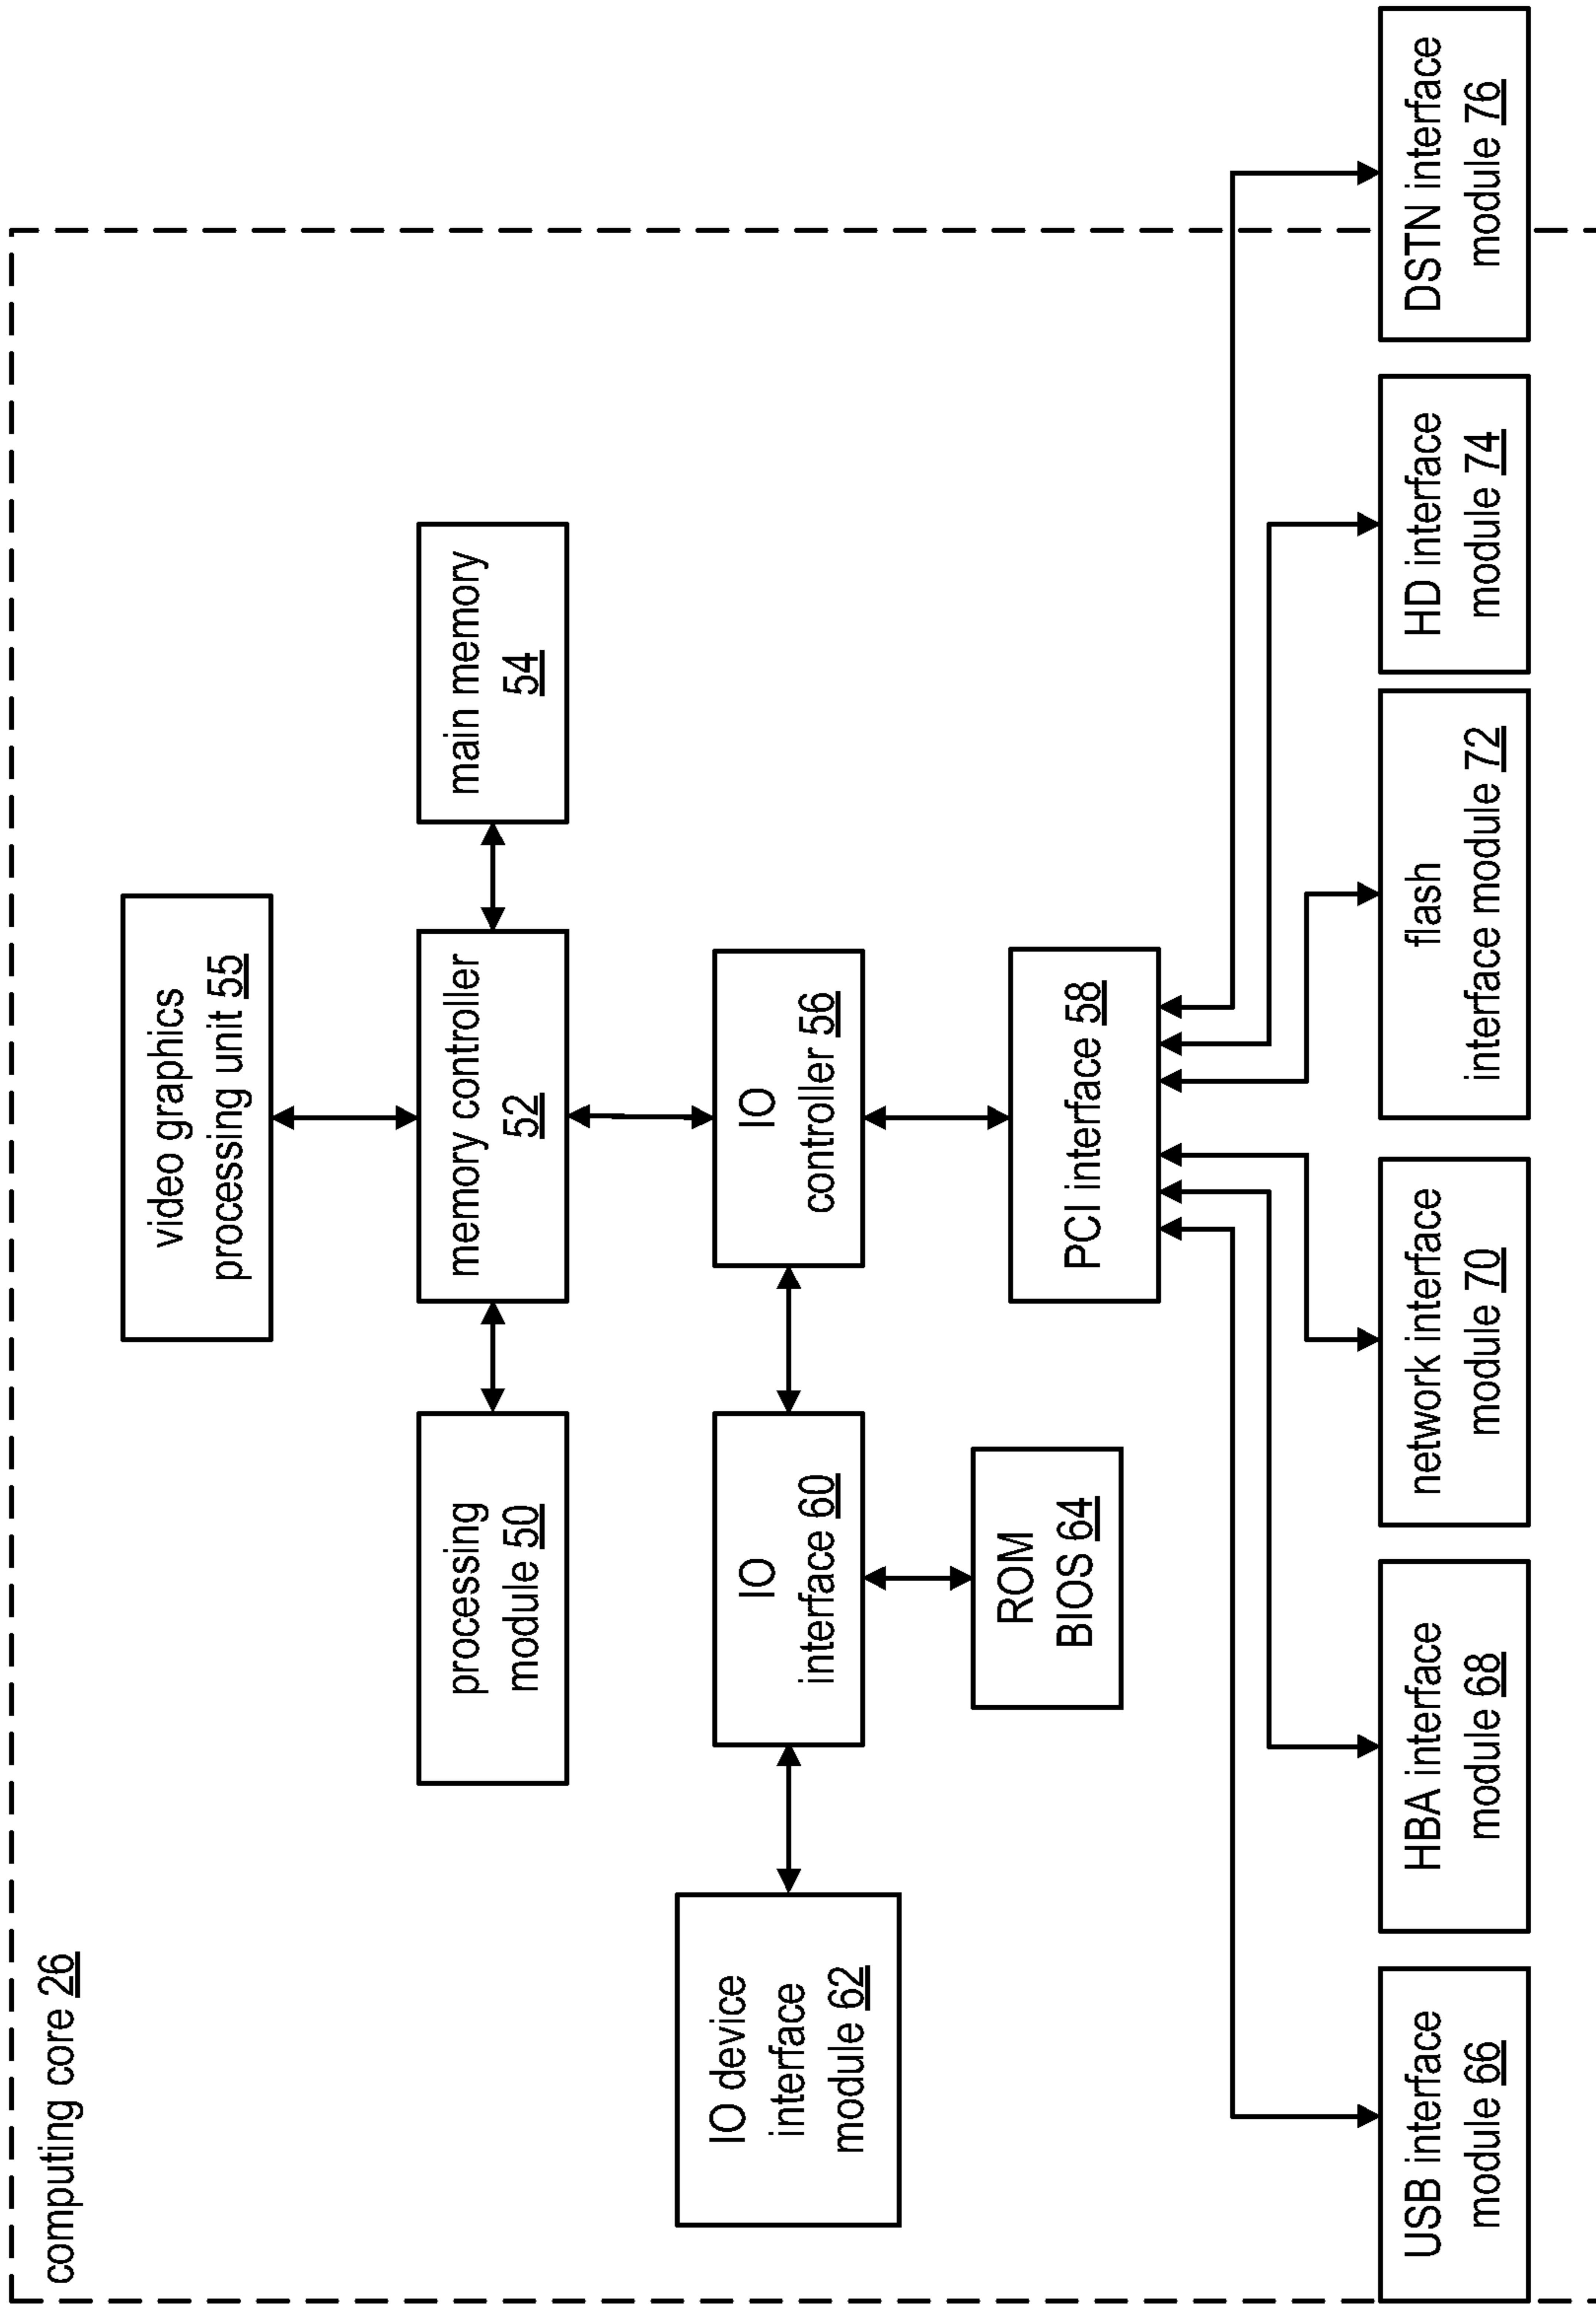 computing core 26
video graphics
processing unit 55
processing
module 50
memory controller
52
main memory
54
IO device
interface
module 62
IO
interface 60
IO
controller 56
ROM
BIOS 64
PCI interface 58
USB interface
module 66
HBA interface
module 68
network interface
module 70
flash
interface module 72
HD interface
module 74
DSTN interface
module 76